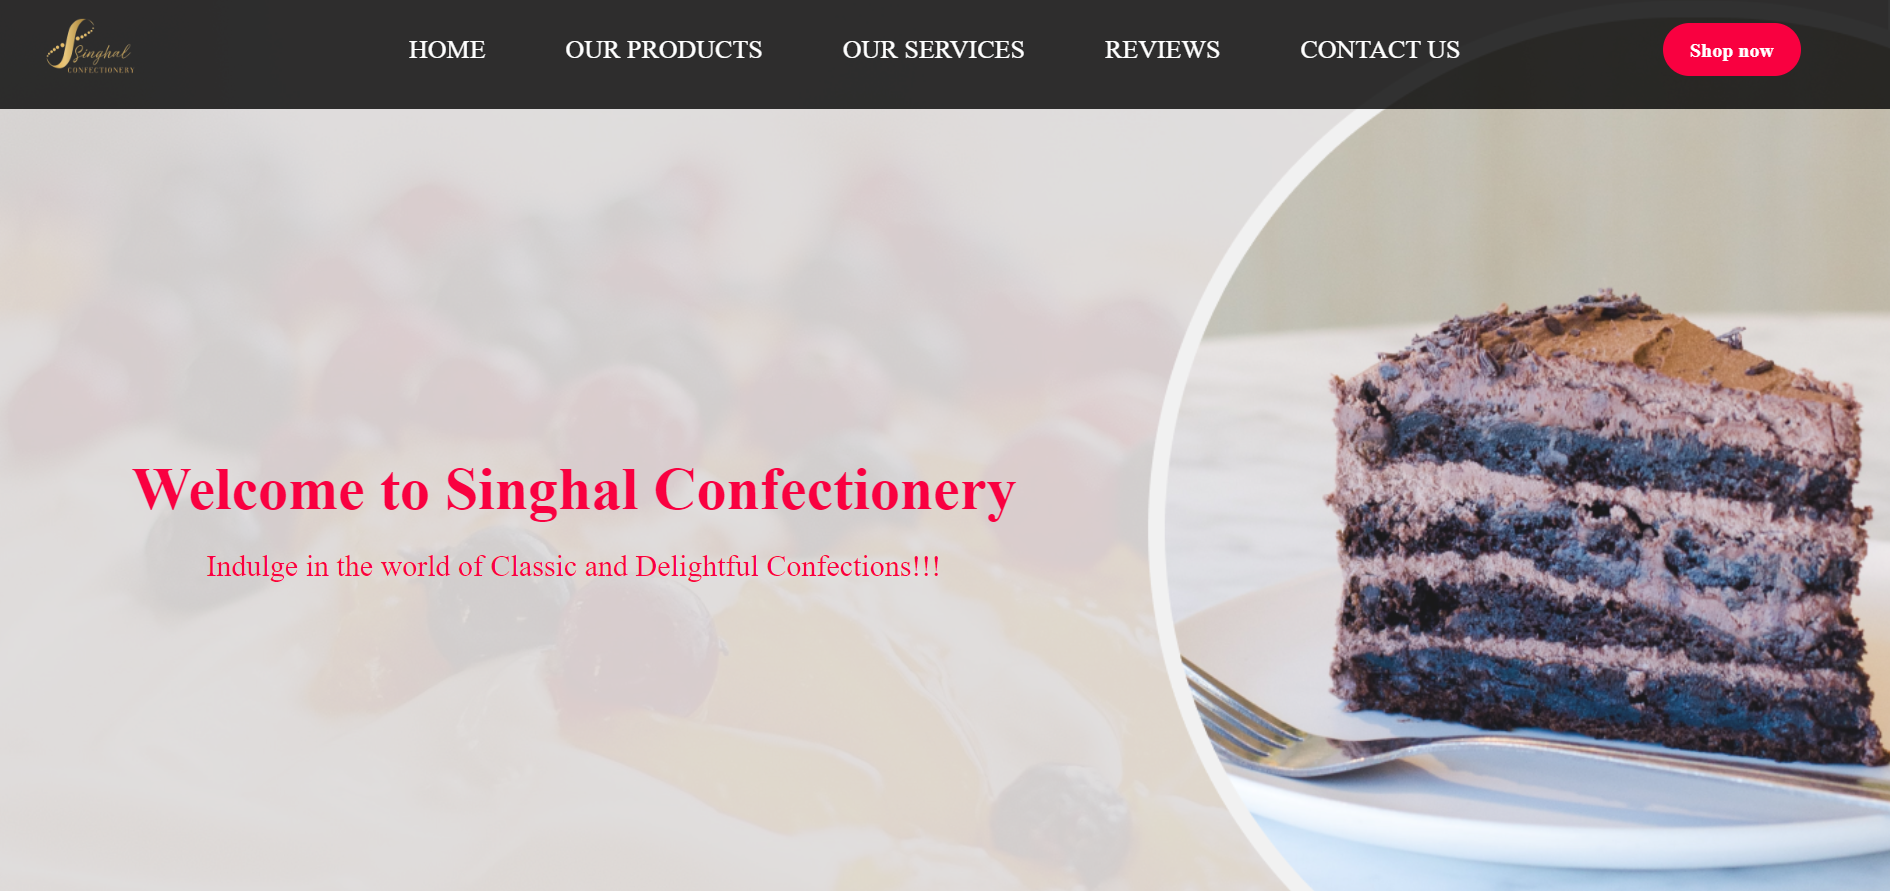 Singhal
CONFECTIONERY
HOME
OUR PRODUCTS
OUR SERVICES
REVIEWS
CONTACT US
Shop now
Welcome to Singhal Confectionery
Indulge in the world of Classic and Delightful Confections!!!